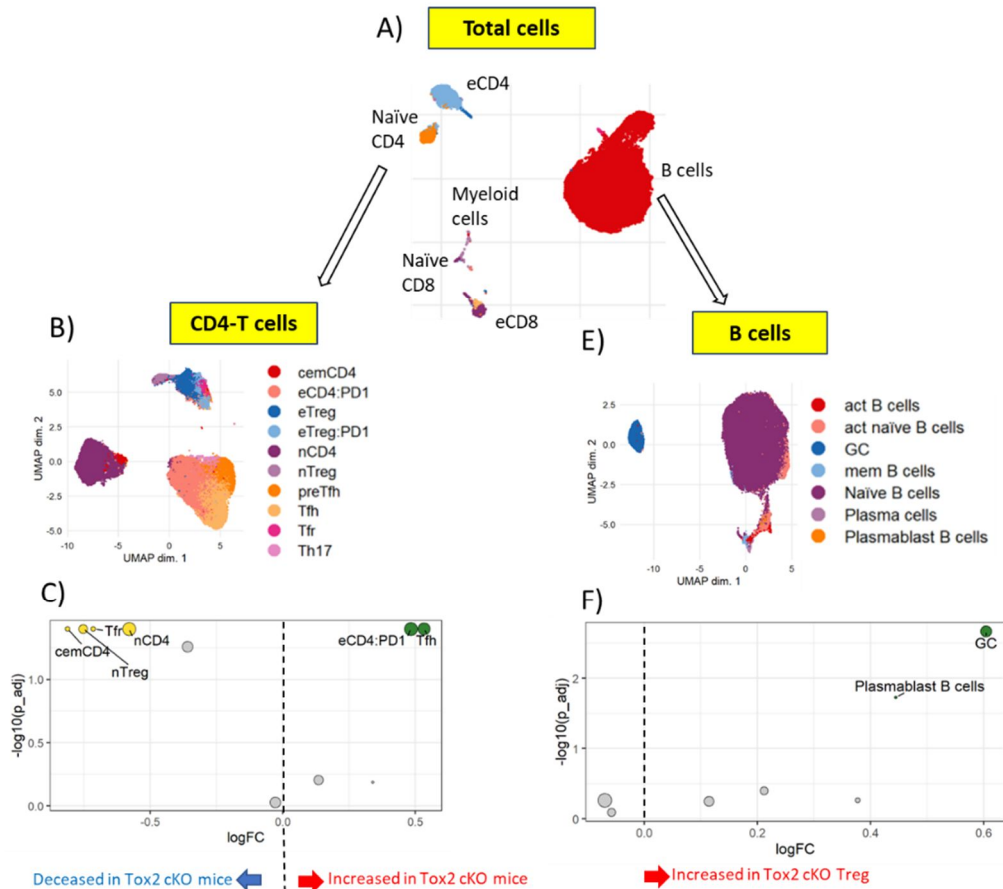 A)
Total cells
eCD4
Naïve
CD4
B cells
Myeloid
cells
Naïve
CD8
eCD8
B)
CD4-T cells
5.0
2.5
0.0
-2.5
-5.0
UMAP dim. 2
-10
-5
0
5
UMAP dim. 1
cemCD4
eCD4:PD1
eTreg
eTreg:PD1
nCD4
nTreg
preTfh
Tfh
Tfr
Th17
E)
B cells
2.5
0.0
-2.5
-5.0
UMAP dim. 2
-10
-5
0
5
UMAP dim. 1
act B cells
act naïve B cells
GC
mem B cells
Naïve B cells
Plasma cells
Plasmablast B cells
C)
Tfr
nCD4
cemCD4
nTreg
eCD4:PD1
Tfh
-log10(p_adj)
1.0
0.5
0.0
-0.5
0.0
0.5
logFC
Deceased in Tox2 cKO mice
Increased in Tox2 cKO mice
F)
GC
Plasmablast B cells
-log10(p_adj)
2
1
0
0.0
0.2
0.4
0.6
logFC
Increased in Tox2 cKO Treg